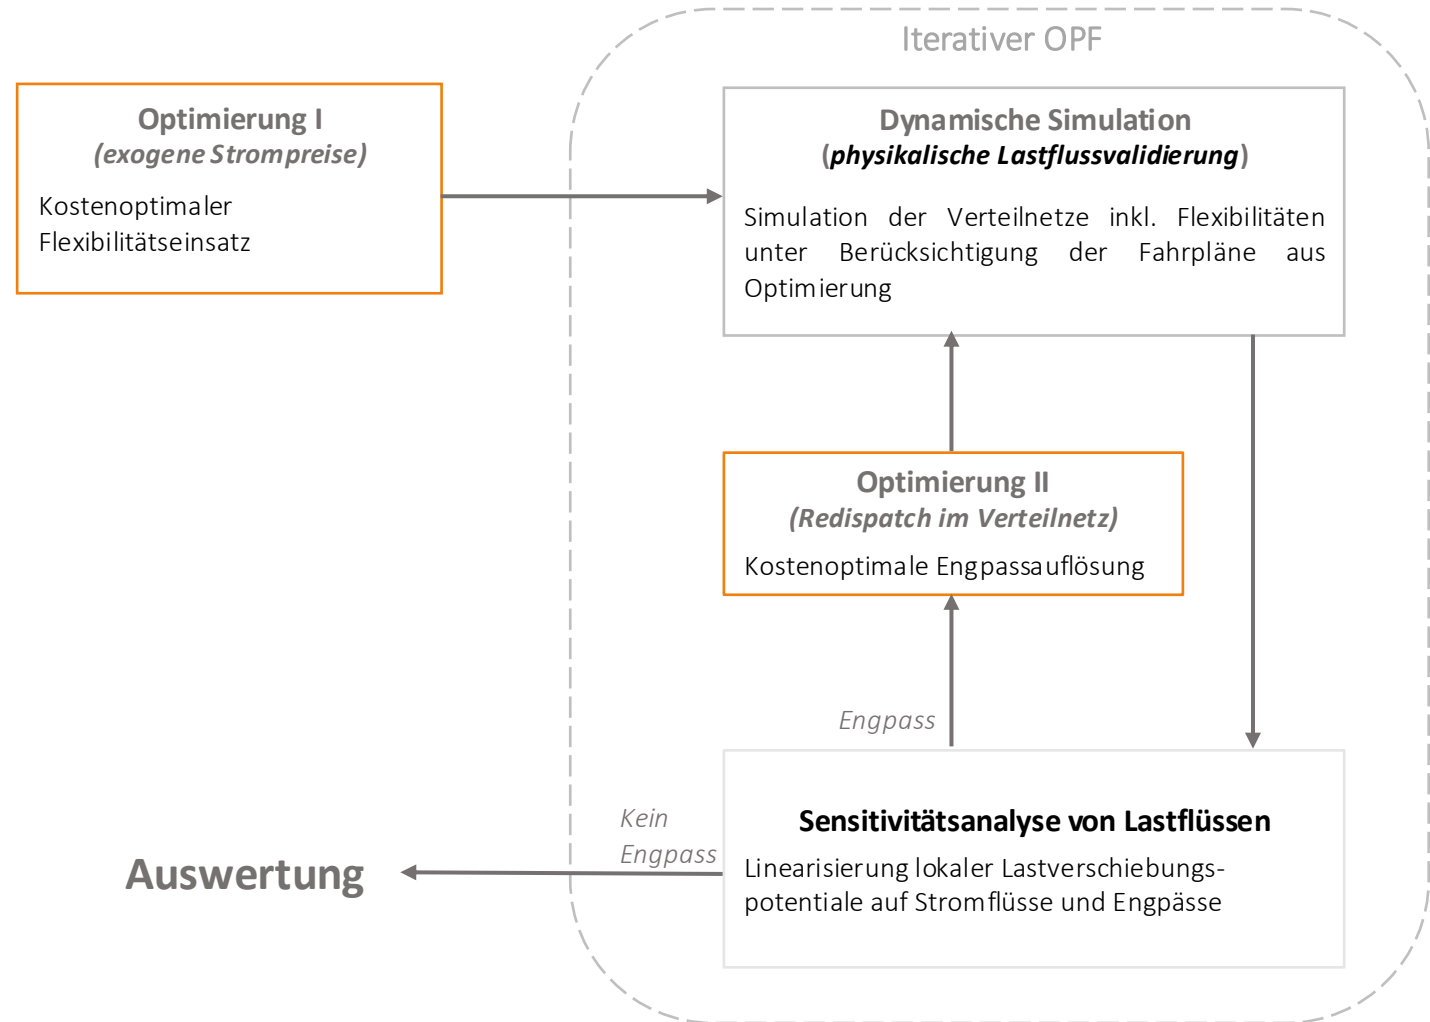 Iterativer OPF
Optimierung I
(exogene Strompreise)
Kostenoptimaler
Flexibilitätseinsatz
Dynamische Simulation
(physikalische Lastflussvalidierung)
Simulation der Verteilnetze inkl. Flexibilitäten
unter Berücksichtigung der Fahrpläne aus
Optimierung
Optimierung II
(Redispatch im Verteilnetz)
Kostenoptimale Engpassauflösung
Engpass
Kein
Engpass
Sensitivitätsanalyse von Lastflüssen
Linearisierung lokaler Lastverschiebungs-
potentiale auf Stromflüsse und Engpässe
Auswertung